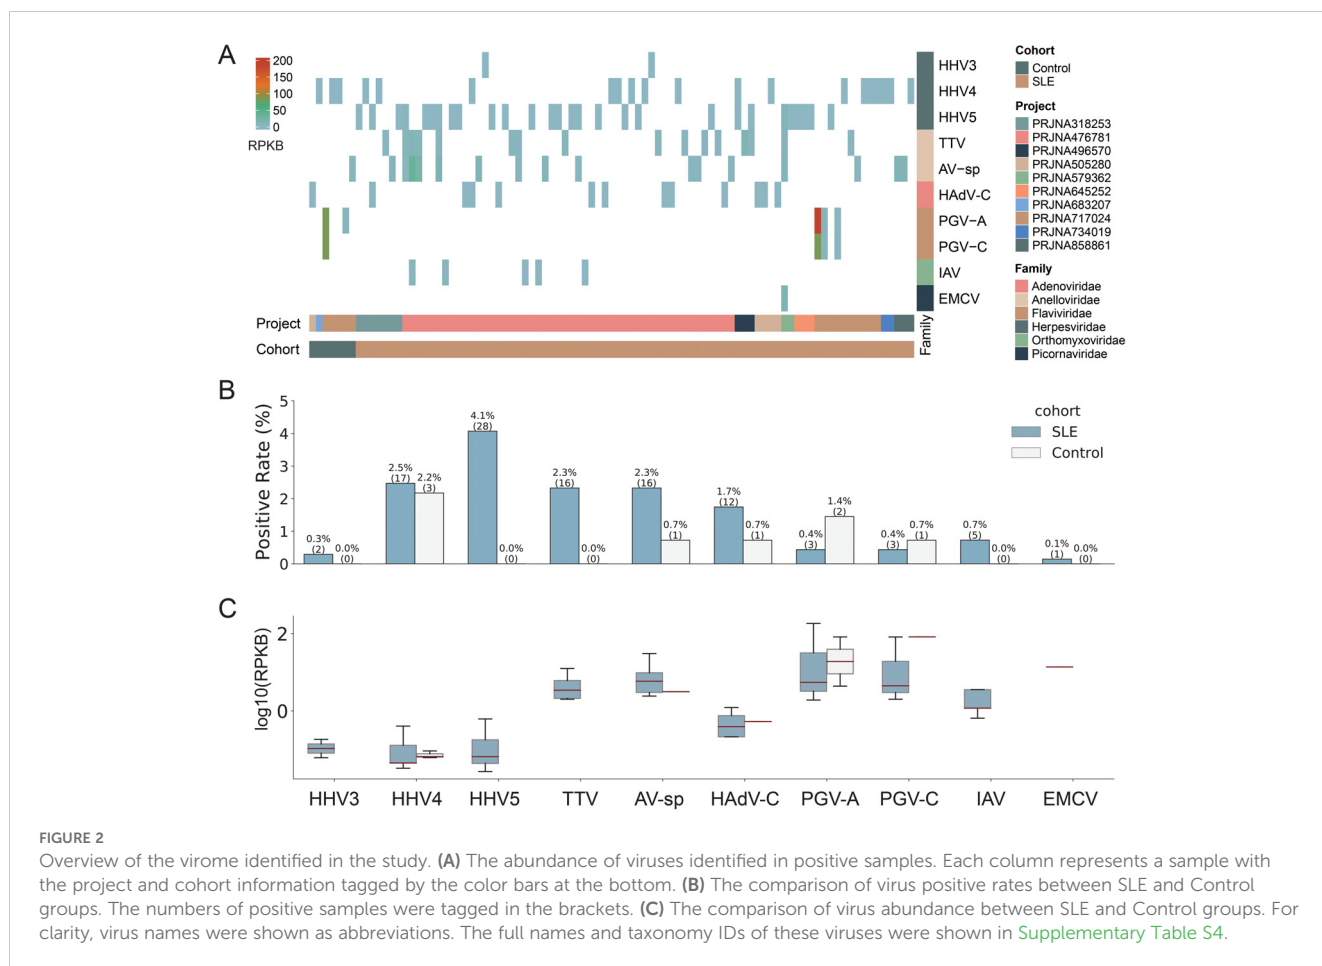 A
200
150
100
50
0
RPKB
HHV3
HHV4
HHV5
TTV
AV−sp
HAdV-C
PGV−A
PGV−C
IAV
EMCV
Family
Project
Cohort
Cohort
Control
SLE
Project
PRJNA318253
PRJNA476781
PRJNA496570
PRJNA505280
PRJNA579362
PRJNA645252
PRJNA683207
PRJNA717024
PRJNA734019
PRJNA858861
Family
Adenoviridae
Anelloviridae
Flaviviridae
Herpesviridae
Orthomyxoviridae
Picornaviridae
B
Positive Rate (%)
5
4
3
2
1
0
0.3%
(2)
0.0%
(0)
2.5%
(17)
2.2%
(3)
4.1%
(28)
0.0%
(0)
2.3%
(16)
0.0%
(0)
2.3%
(16)
0.7%
(1)
1.7%
(12)
0.7%
(1)
0.4%
(3)
1.4%
(2)
0.4%
(3)
0.7%
(1)
0.7%
(5)
0.0%
(0)
0.1%
(1)
0.0%
(0)
cohort
SLE
Control
C
log10(RPKB)
2
0
HHV3
HHV4
HHV5
TTV
AV-sp
HAdV-C
PGV-A
PGV-C
IAV
EMCV
FIGURE 2
Overview of the virome identified in the study. (A) The abundance of viruses identified in positive samples. Each column represents a sample with
the project and cohort information tagged by the color bars at the bottom. (B) The comparison of virus positive rates between SLE and Control
groups. The numbers of positive samples were tagged in the brackets. (C) The comparison of virus abundance between SLE and Control groups. For
clarity, virus names were shown as abbreviations. The full names and taxonomy IDs of these viruses were shown in Supplementary Table S4.